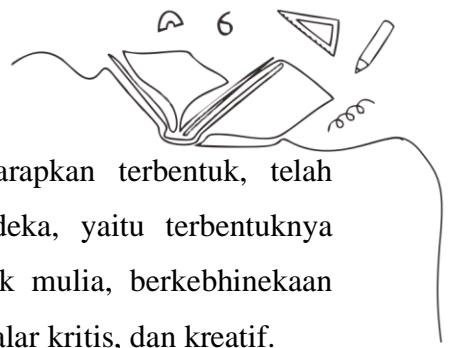 6
arapkan terbentuk, telah
deka, yaitu terbentuknya
k mulia, berkebhinekaan
alar kritis, dan kreatif.